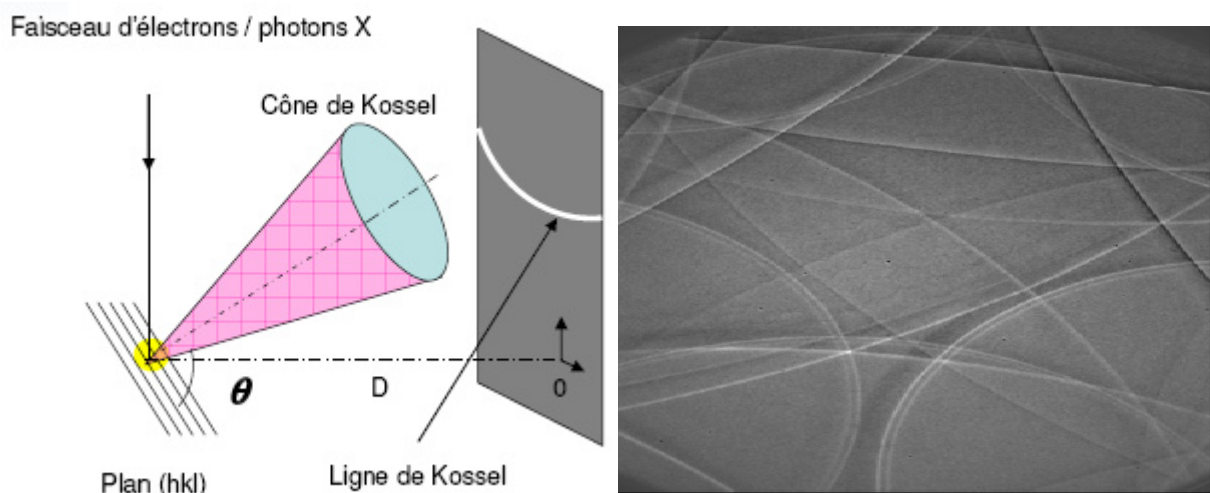 Faisceau d'électrons / photons X
Cône de Kossel
θ
D
0
Plan (hkl)
Ligne de Kossel